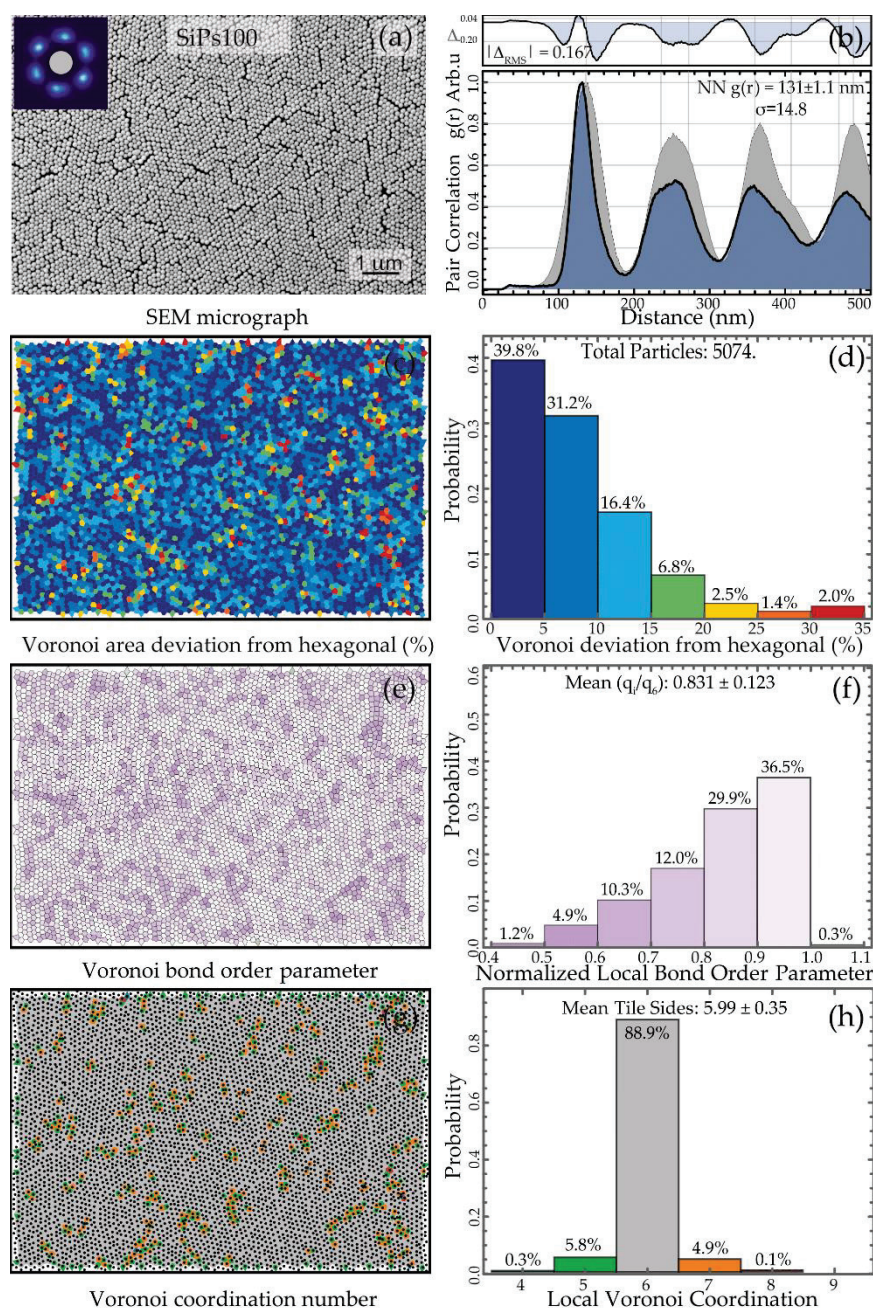 SiPs100
(a)
1 μm
SEM micrograph
(b)
Δ
0.04
-0.20
|Δ_RMS| = 0.167
NN g(r) = 131±1.1 nm
σ=14.8
Pair Correlation g(r) Arb.u
0.0 0.2 0.4 0.6 0.8 1.0
0 100 200 300 400 500
Distance (nm)
(c)
Voronoi area deviation from hexagonal (%)
(d)
Total Particles: 5074.
39.8%
31.2%
16.4%
6.8%
2.5%
1.4%
2.0%
Probability
0.0 0.1 0.2 0.3 0.4
0 5 10 15 20 25 30 35
Voronoi deviation from hexagonal (%)
(e)
Voronoi bond order parameter
(f)
Mean (q_i/q_6): 0.831 ± 0.123
1.2%
4.9%
10.3%
12.0%
29.9%
36.5%
0.3%
Probability
0.0 0.1 0.2 0.3 0.4 0.5 0.6
0.4 0.5 0.6 0.7 0.8 0.9 1.0 1.1
Normalized Local Bond Order Parameter
(g)
Voronoi coordination number
(h)
Mean Tile Sides: 5.99 ± 0.35
0.3%
5.8%
88.9%
4.9%
0.1%
Probability
0.0 0.2 0.4 0.6 0.8
4 5 6 7 8 9
Local Voronoi Coordination